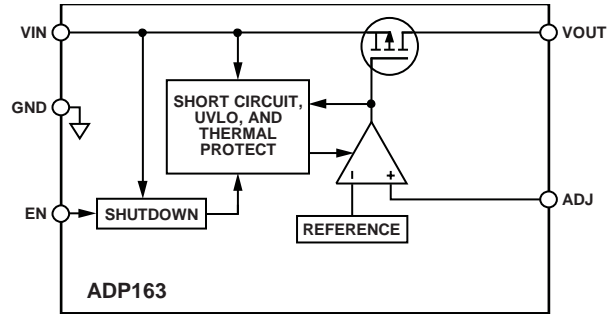 VIN
VOUT
GND
SHORT CIRCUIT,
UVLO, AND
THERMAL
PROTECT
EN
SHUTDOWN
REFERENCE
ADJ
ADP163